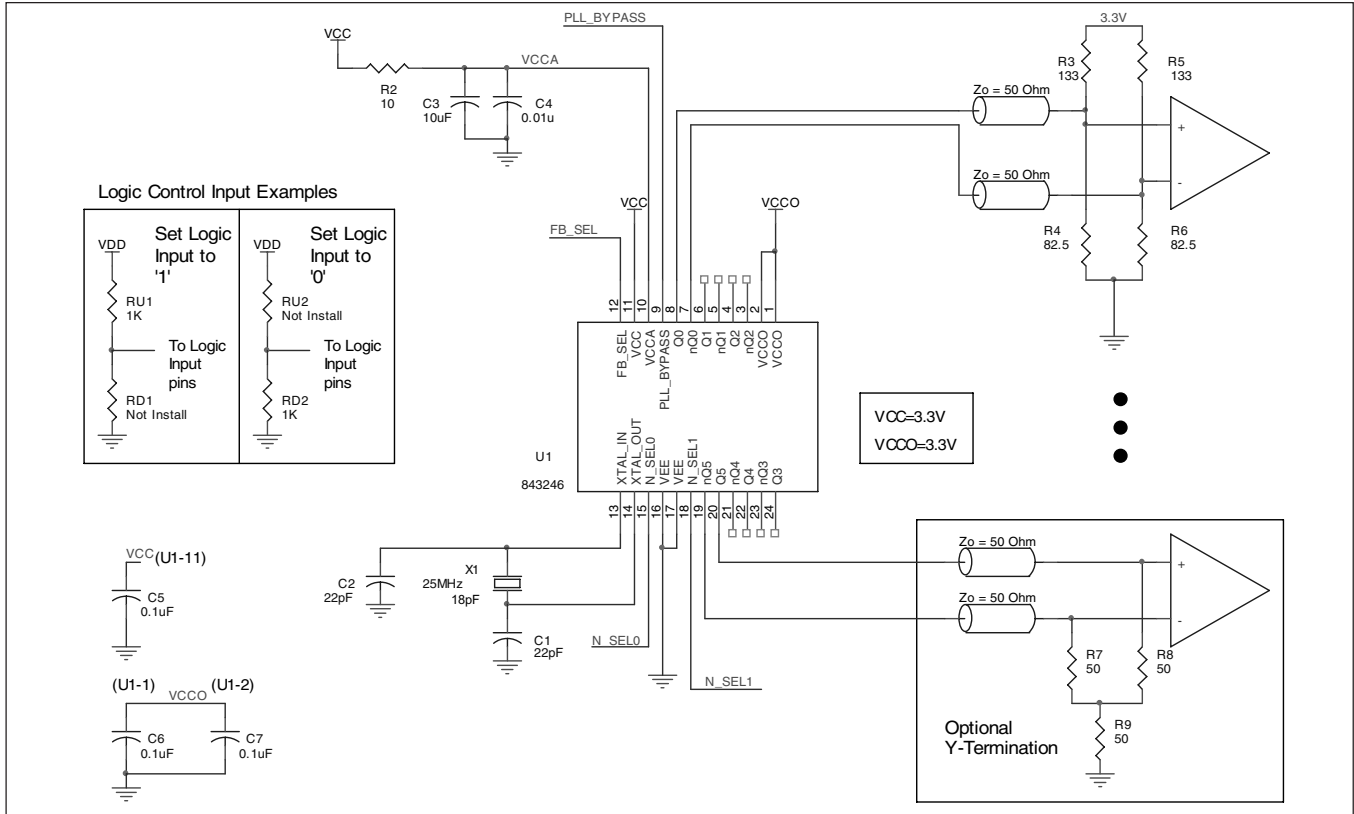 PLL_BYPASS
3.3V
VCC
VCCA
R2
10
C3
10uF
C4
0.01u
R3
133
R5
133
Zo = 50 Ohm
+
Zo = 50 Ohm
-
R4
82.5
R6
82.5
Logic Control Input Examples
VDD
Set Logic
Input to
'1'
RU1
1K
To Logic
Input
pins
RD1
Not Install
VDD
Set Logic
Input to
'0'
RU2
Not Install
To Logic
Input
pins
RD2
1K
VCC
VCCO
FB_SEL
12
11
10
9
8
7
6
5
4
3
2
1
FB_SEL
VCC
VCCA
PLL_BYPASS
Q0
nQ0
Q1
nQ1
Q2
nQ2
VCCO
VCCO
U1
843246
XTAL_IN
XTAL_OUT
N_SEL0
VEE
VEE
N_SEL1
nQ5
Q5
nQ4
Q4
nQ3
Q3
13
14
15
16
17
18
19
20
21
22
23
24
VCC=3.3V
VCCO=3.3V
VCC (U1-11)
C5
0.1uF
(U1-1)
VCCO
(U1-2)
C6
0.1uF
C7
0.1uF
C2
22pF
X1
25MHz
18pF
C1
22pF
N_SEL0
N_SEL1
Zo = 50 Ohm
+
Zo = 50 Ohm
-
R7
50
R8
50
R9
50
Optional
Y-Termination